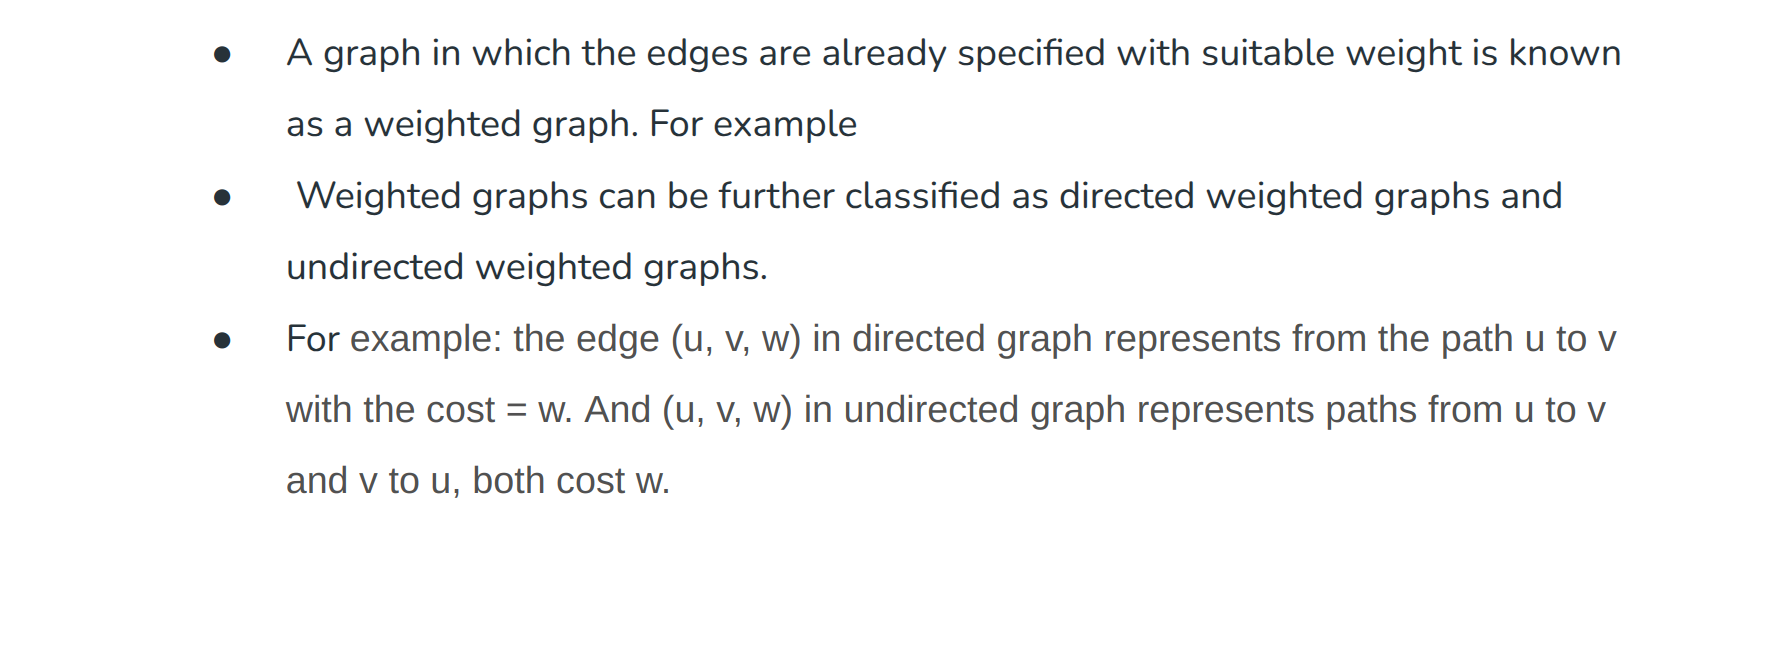 ● A graph in which the edges are already specified with suitable weight is known
as a weighted graph. For example
● Weighted graphs can be further classified as directed weighted graphs and
undirected weighted graphs.
● For example: the edge (u, v, w) in directed graph represents from the path u to v
with the cost = w. And (u, v, w) in undirected graph represents paths from u to v
and v to u, both cost w.